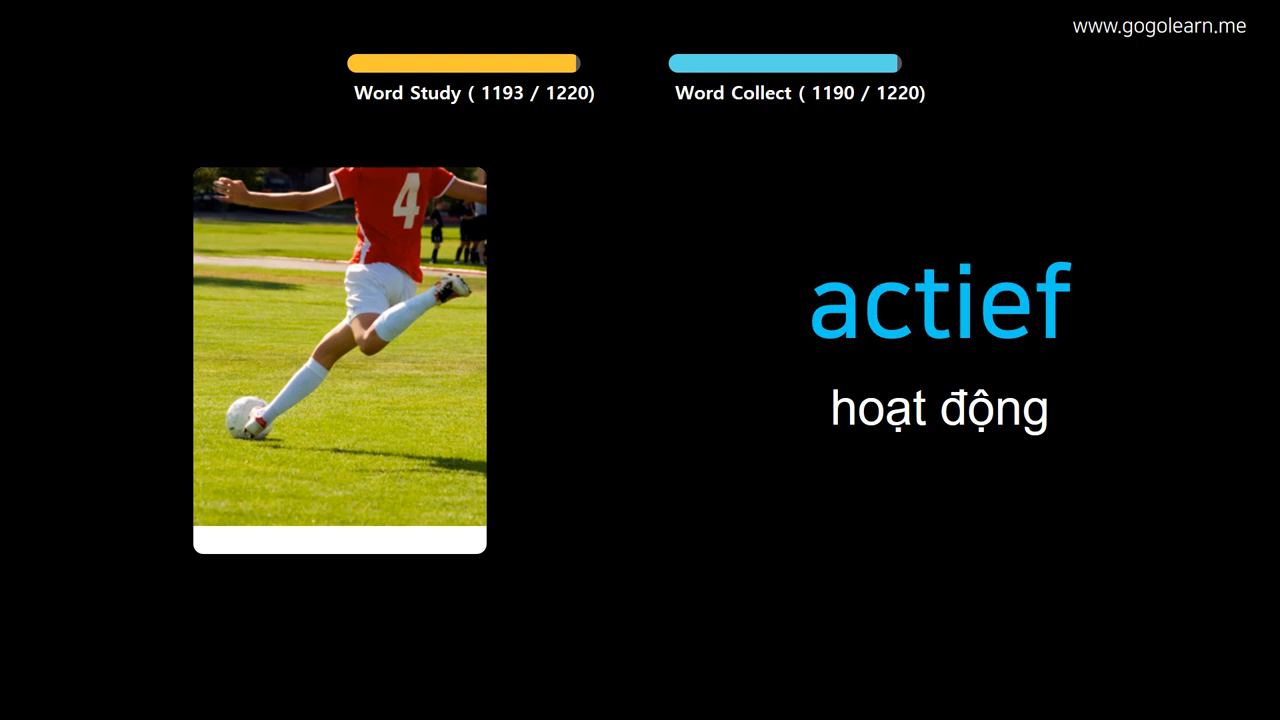 www.gogolearn.me
Word Study ( 1193 / 1220)
Word Collect ( 1190 / 1220)
4
actief
hoạt động